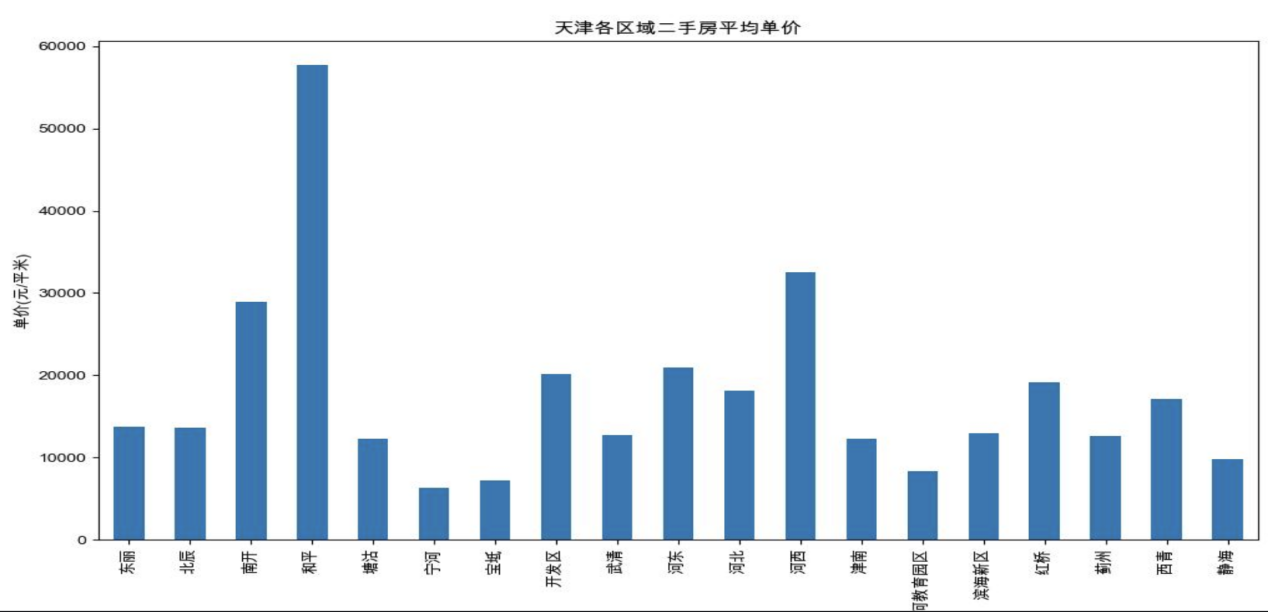 天津各区域二手房平均单价
单价(元/平米)
60000
50000
40000
30000
20000
10000
0
东丽
北辰
南开
和平
塘沽
宁河
宝坻
开发区
武清
河东
河北
河西
津南
河教育园区
滨海新区
红桥
蓟州
西青
静海